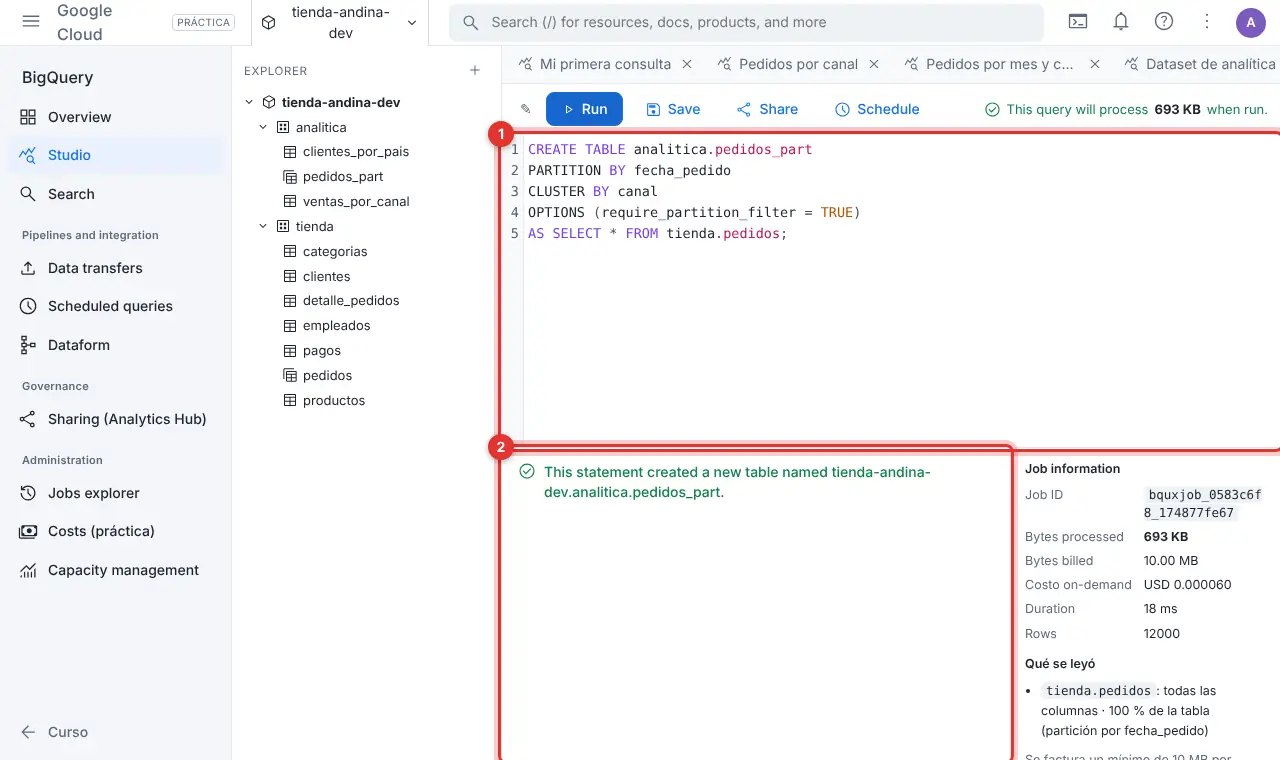 Google Cloud
PRÁCTICA
tienda-andina-dev
Search (/) for resources, docs, products, and more
A
BigQuery
Overview
Studio
Search
Pipelines and integration
Data transfers
Scheduled queries
Dataform
Governance
Sharing (Analytics Hub)
Administration
Jobs explorer
Costs (práctica)
Capacity management
Curso
EXPLORER
tienda-andina-dev
analitica
clientes_por_pais
pedidos_part
ventas_por_canal
tienda
categorias
clientes
detalle_pedidos
empleados
pagos
pedidos
productos
Mi primera consulta
Pedidos por canal
Pedidos por mes y c...
Dataset de analítica
Run
Save
Share
Schedule
This query will process 693 KB when run.
1
1 CREATE TABLE analitica.pedidos_part
2 PARTITION BY fecha_pedido
3 CLUSTER BY canal
4 OPTIONS (require_partition_filter = TRUE)
5 AS SELECT * FROM tienda.pedidos;
2
This statement created a new table named tienda-andina-
dev.analitica.pedidos_part.
Job information
Job ID bquxjob_0583c6f
8_174877fe67
Bytes processed 693 KB
Bytes billed 10.00 MB
Costo on-demand USD 0.000060
Duration 18 ms
Rows 12000
Qué se leyó
• tienda.pedidos : todas las
columnas · 100 % de la tabla
(partición por fecha_pedido)
Se factura un mínimo de 10 MB por